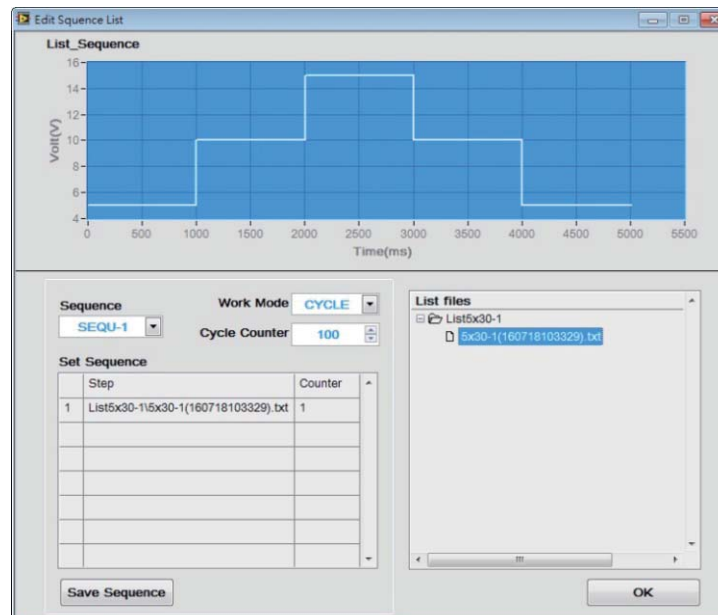 Edit Squence List
List_Sequence
16
14
12
10
8
6
4
Volt(V)
0 500 1000 1500 2000 2500 3000 3500 4000 4500 5000 5500
Time(ms)
Sequence
SEQU-1
Work Mode CYCLE
Cycle Counter 100
Set Sequence
Step Counter
1 List5x30-1\5x30-1(160718103329).txt 1
Save Sequence
List files
List5x30-1
5x30-1(160718103329).txt
OK